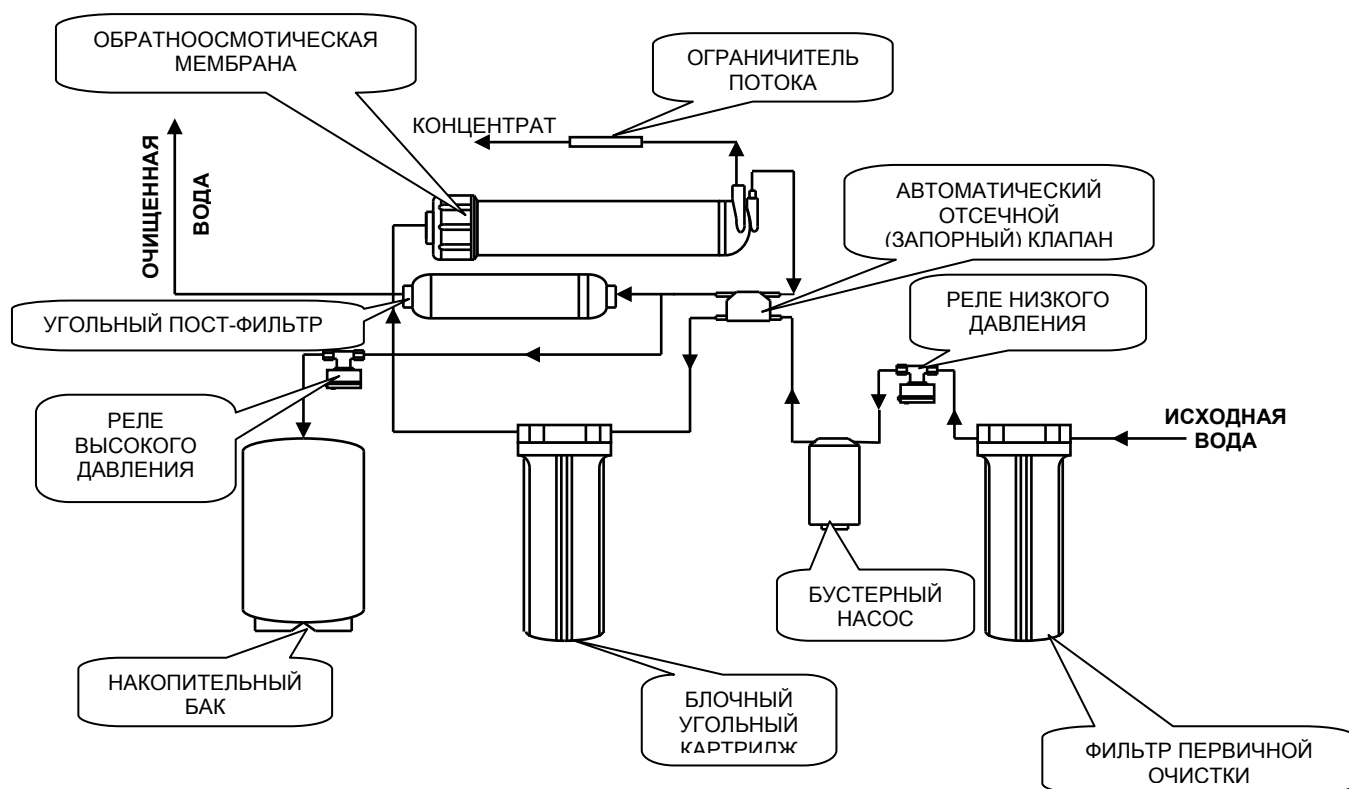 ОБРАТНООСМОТИЧЕСКАЯ
МЕМБРАНА
ОГРАНИЧИТЕЛЬ
ПОТОКА
КОНЦЕНТРАТ
ОЧИЩЕННАЯ
ВОДА
АВТОМАТИЧЕСКИЙ
ОТСЕЧНОЙ
(ЗАПОРНЫЙ) КЛАПАН
УГОЛЬНЫЙ ПОСТ-ФИЛЬТР
РЕЛЕ НИЗКОГО
ДАВЛЕНИЯ
РЕЛЕ
ВЫСОКОГО
ДАВЛЕНИЯ
ИСХОДНАЯ
ВОДА
БУСТЕРНЫЙ
НАСОС
НАКОПИТЕЛЬНЫЙ
БАК
БЛОЧНЫЙ
УГОЛЬНЫЙ
КАРТРИДЖ
ФИЛЬТР ПЕРВИЧНОЙ
ОЧИСТКИ